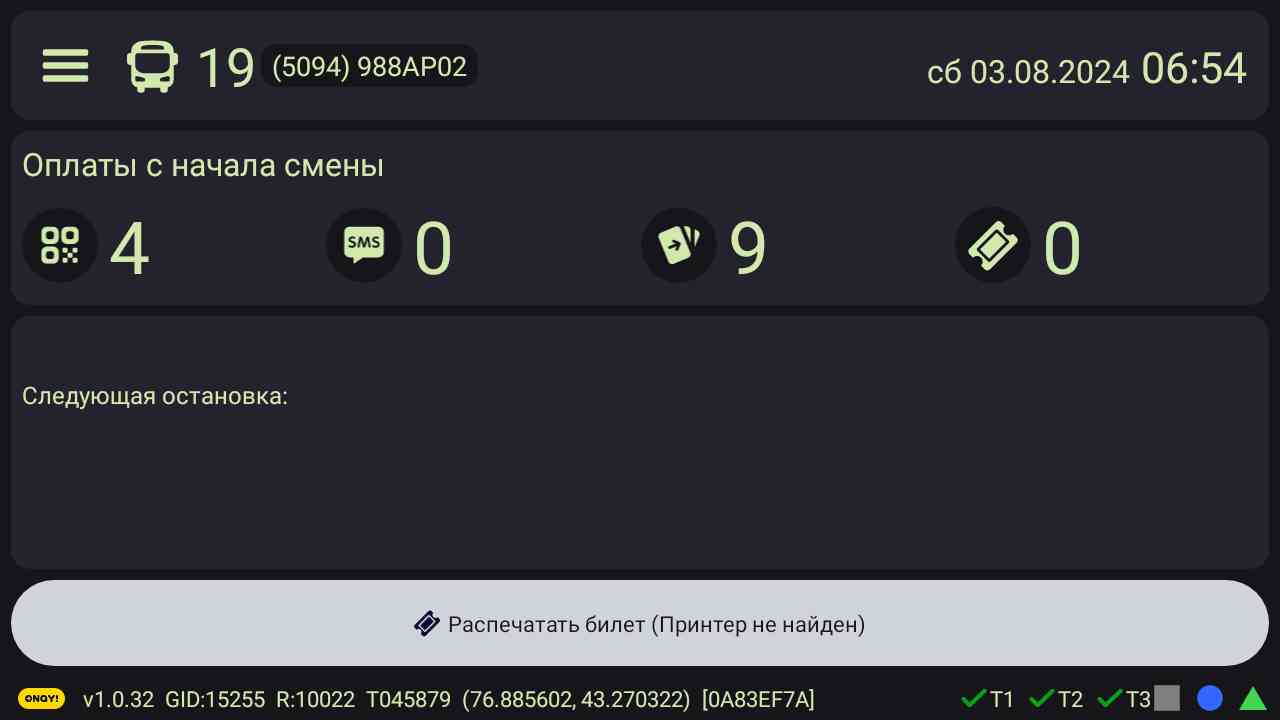 19 (5094) 988AP02 сб 03.08.2024 06:54
Оплаты с начала смены
4 SMS 0 9 0
Следующая остановка:
Распечатать билет (Принтер не найден)
ONAY! v1.0.32 GID:15255 R:10022 T045879 (76.885602, 43.270322) [0A83EF7A] T1 T2 T3